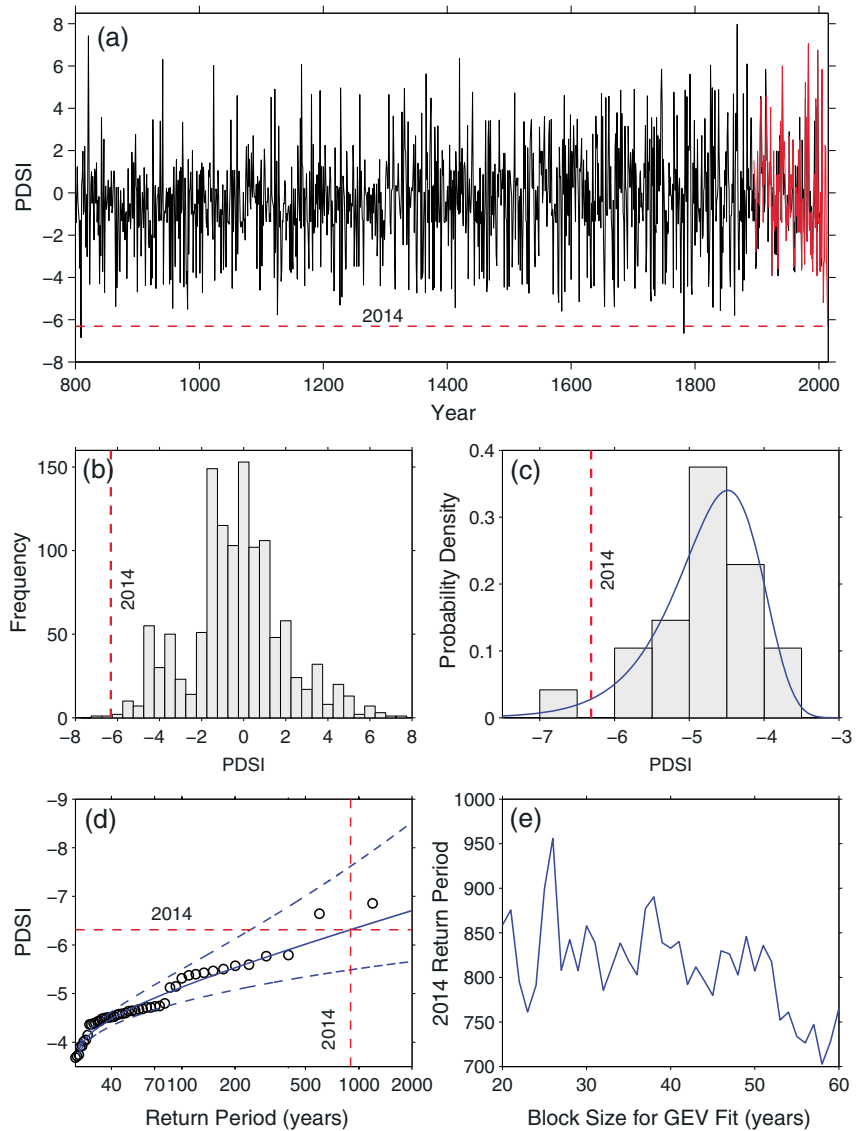 (a)
8
6
4
2
0
−2
−4
−6
−8
PDSI
2014
800 1000 1200 1400 1600 1800 2000
Year
(b)
150
100
50
0
Frequency
2014
−8 −6 −4 −2 0 2 4 6 8
PDSI
(c)
0.4
0.3
0.2
0.1
0
Probability Density
2014
−7 −6 −5 −4 −3
PDSI
(d)
−9
−8
−7
−6
−5
−4
PDSI
2014
2014
40 70 100 200 500 1000 2000
Return Period (years)
(e)
1000
950
900
850
800
750
700
2014 Return Period
20 30 40 50 60
Block Size for GEV Fit (years)